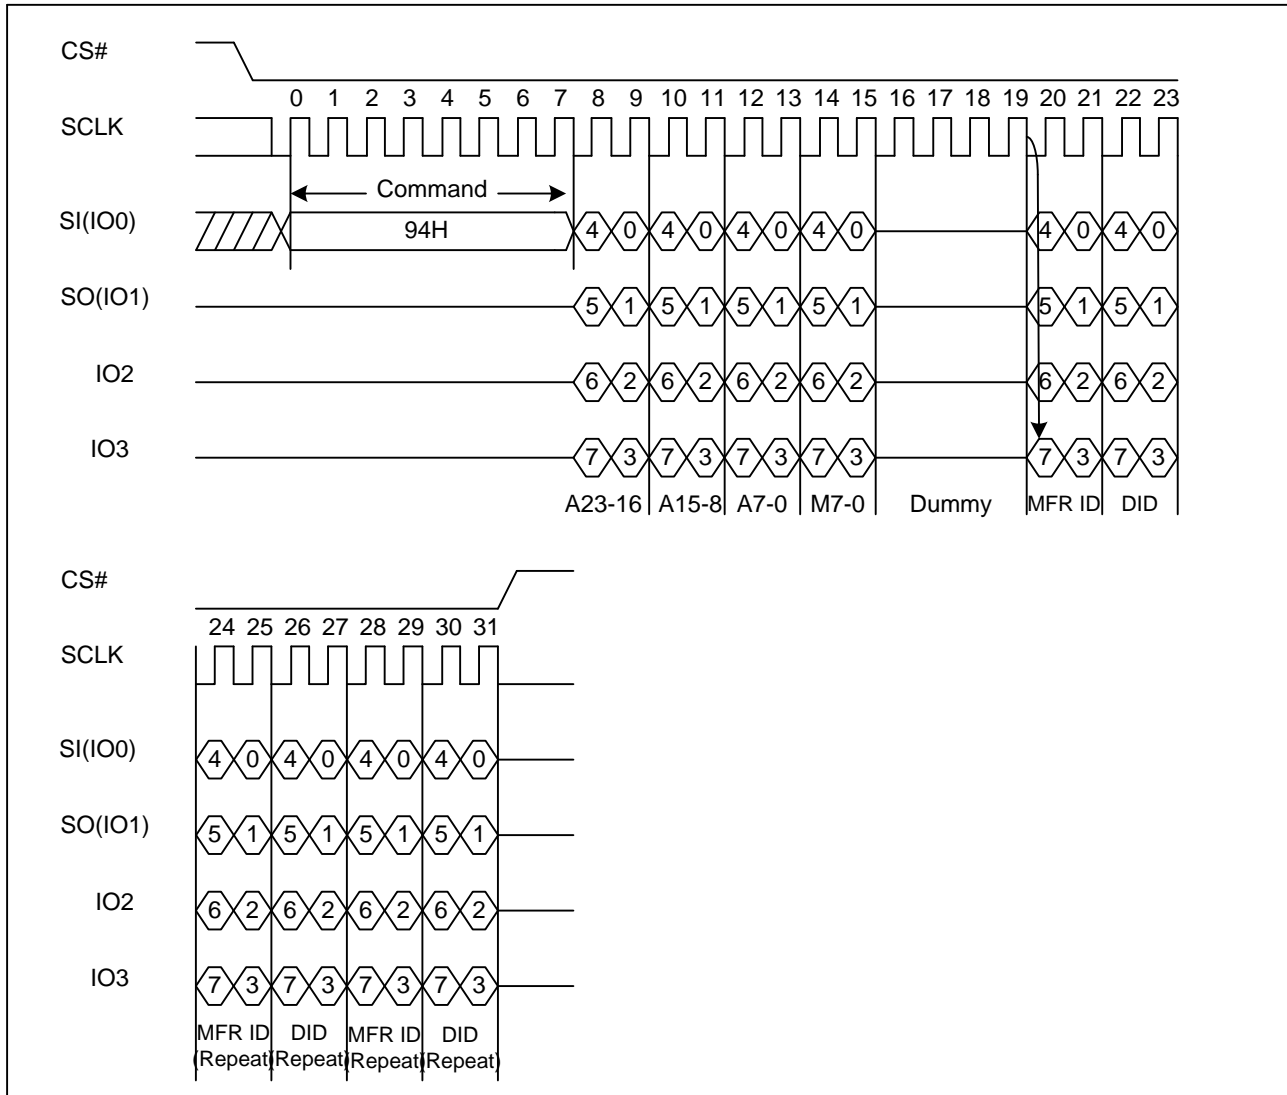 CS#
0 1 2 3 4 5 6 7 8 9 10 11 12 13 14 15 16 17 18 19 20 21 22 23
SCLK
Command
SI(IO0) 94H 4 0 4 0 4 0 4 0 4 0 4 0
SO(IO1) 5 1 5 1 5 1 5 1 5 1 5 1
IO2 6 2 6 2 6 2 6 2 6 2 6 2
IO3 7 3 7 3 7 3 7 3 7 3 7 3
A23-16 A15-8 A7-0 M7-0 Dummy MFR ID DID
CS#
24 25 26 27 28 29 30 31
SCLK
SI(IO0) 4 0 4 0 4 0 4 0
SO(IO1) 5 1 5 1 5 1 5 1
IO2 6 2 6 2 6 2 6 2
IO3 7 3 7 3 7 3 7 3
MFR ID DID MFR ID DID
(Repeat) (Repeat) (Repeat) (Repeat)